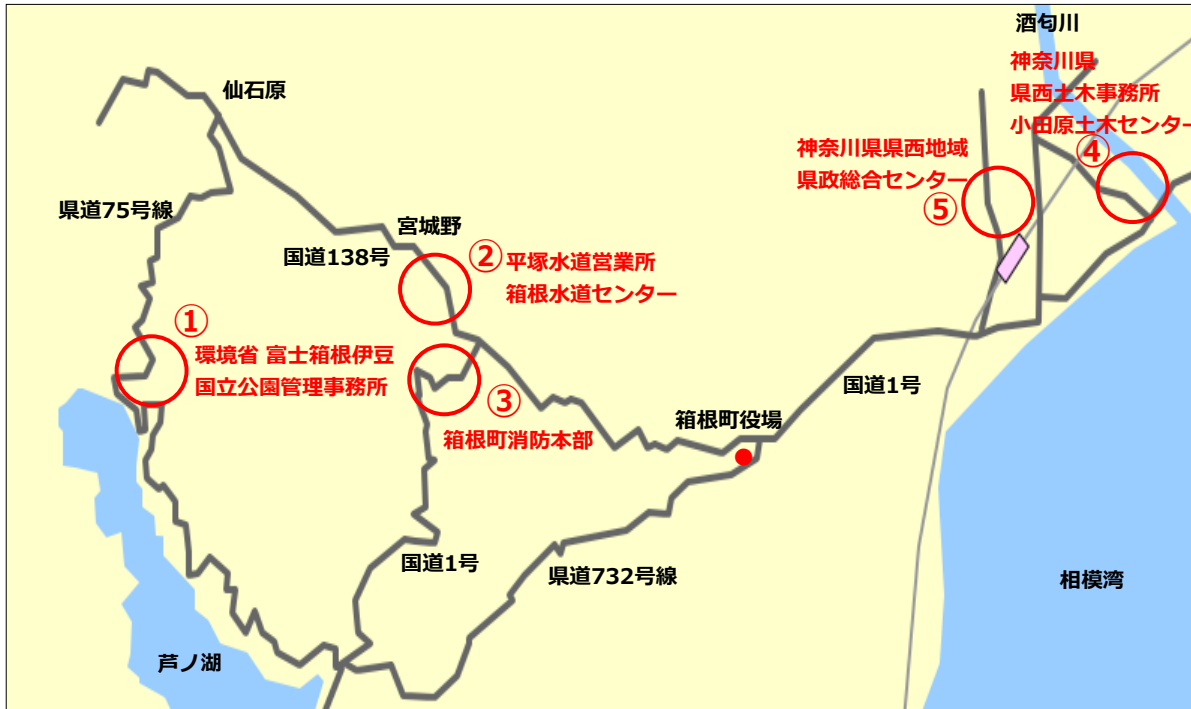 酒匂川
神奈川県
県西土木事務所
小田原土木センター
④
神奈川県県西地域
県政総合センター
⑤
仙石原
県道75号線
宮城野
国道138号
②
平塚水道営業所
箱根水道センター
①
環境省 富士箱根伊豆
国立公園管理事務所
③
箱根町消防本部
箱根町役場
国道1号
国道1号
県道732号線
相模湾
芦ノ湖